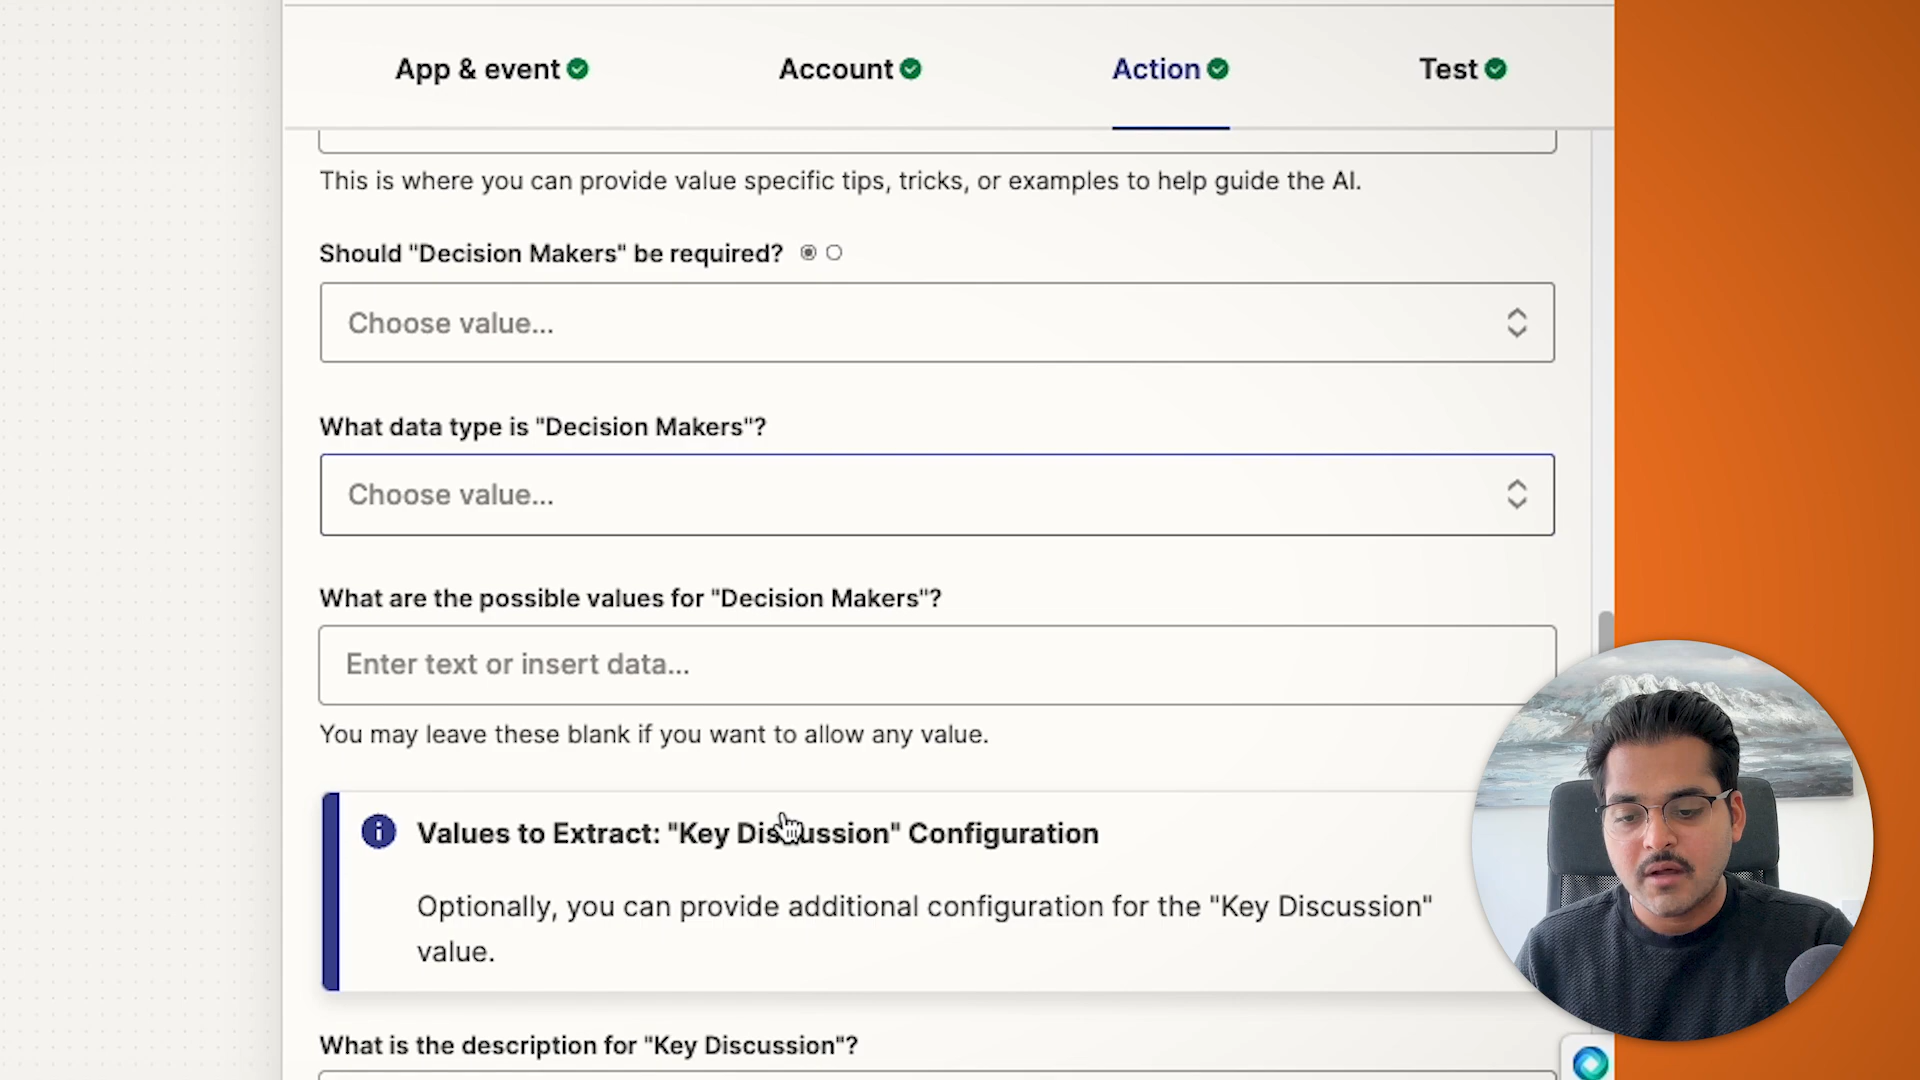 App & event
Account
Action
Test
This is where you can provide value specific tips, tricks, or examples to help guide the AI.
Should "Decision Makers" be required?
Choose value...
What data type is "Decision Makers"?
Choose value...
What are the possible values for "Decision Makers"?
Enter text or insert data...
You may leave these blank if you want to allow any value.
Values to Extract: "Key Discussion" Configuration
Optionally, you can provide additional configuration for the "Key Discussion"
value.
What is the description for "Key Discussion"?